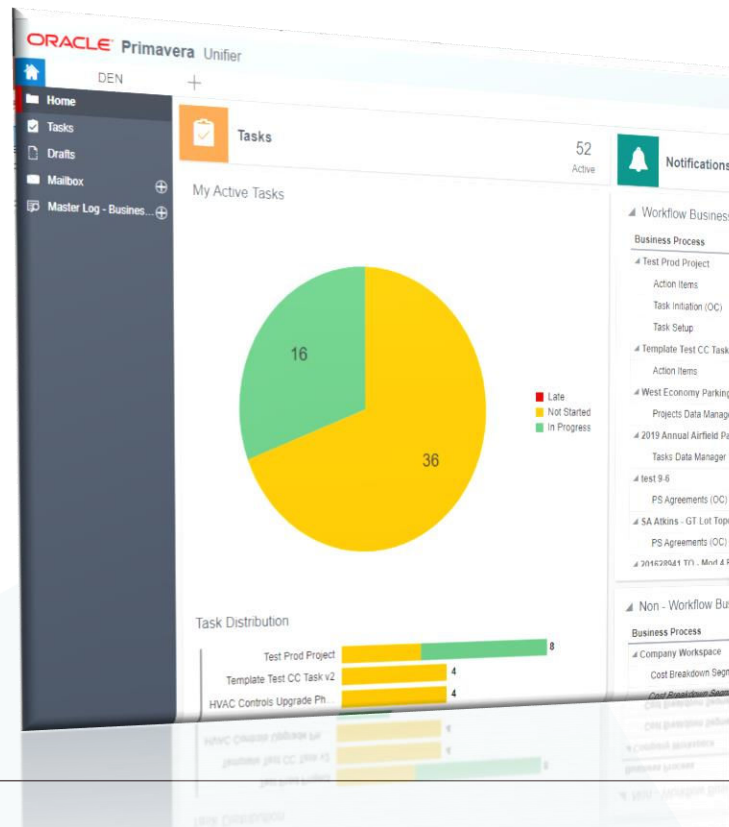 ORACLE Primavera Unifier
DEN
Home
Tasks
Drafts
Mailbox
Master Log - Busines...
Tasks
52
Active
My Active Tasks
16
36
Late
Not Started
In Progress
Task Distribution
Test Prod Project
8
Template Test CC Task v2
4
HVAC Controls Upgrade Ph...
4
Notifications
Workflow Business
Business Process
Test Prod Project
Action Items
Task Initiation (OC)
Task Setup
Template Test CC Task
Action Items
West Economy Parking
Projects Data Manage
2019 Annual Airfield Pa
Tasks Data Manager
test 9-6
PS Agreements (OC)
SA Atkins - GT Lot Topo
PS Agreements (OC)
Non - Workflow Bu
Business Process
Company Workspace
Cost Breakdown Segn
Cost Breakdown Segm